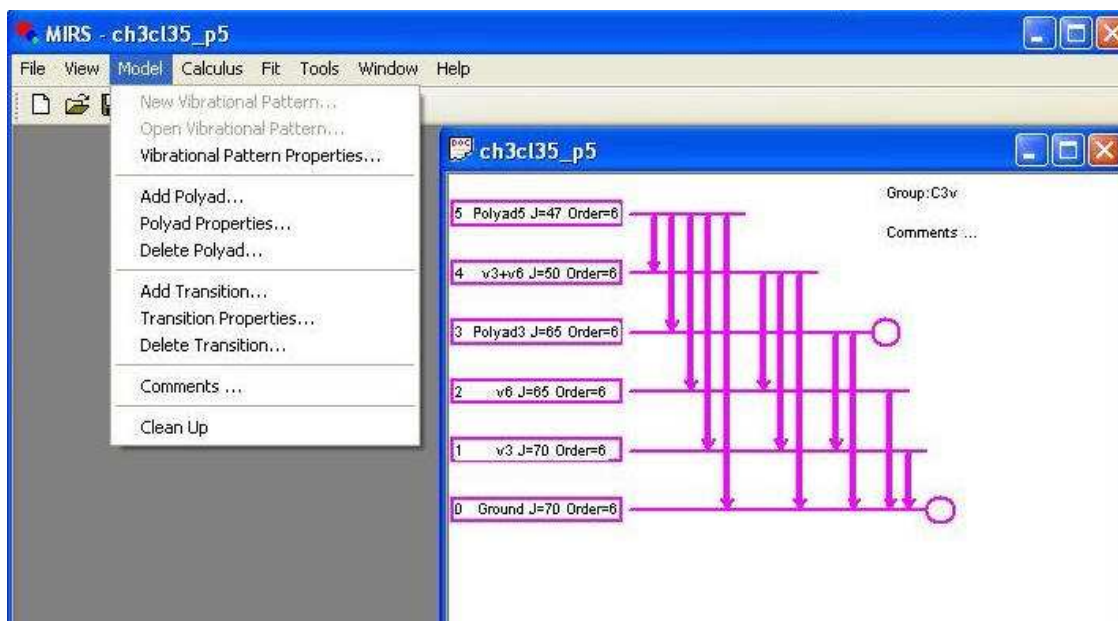 MIRS - ch3cl35_p5
File View Model Calculus Fit Tools Window Help
New Vibrational Pattern...
Open Vibrational Pattern...
Vibrational Pattern Properties...
Add Polyad...
Polyad Properties...
Delete Polyad...
Add Transition...
Transition Properties...
Delete Transition...
Comments ...
Clean Up
DOC ch3cl35_p5
Group:C3v
Comments ...
5 Polyad5 J=47 Order=6
4 v3+v6 J=50 Order=6
3 Polyad3 J=65 Order=6
2 v6 J=65 Order=6
1 v3 J=70 Order=6
0 Ground J=70 Order=6